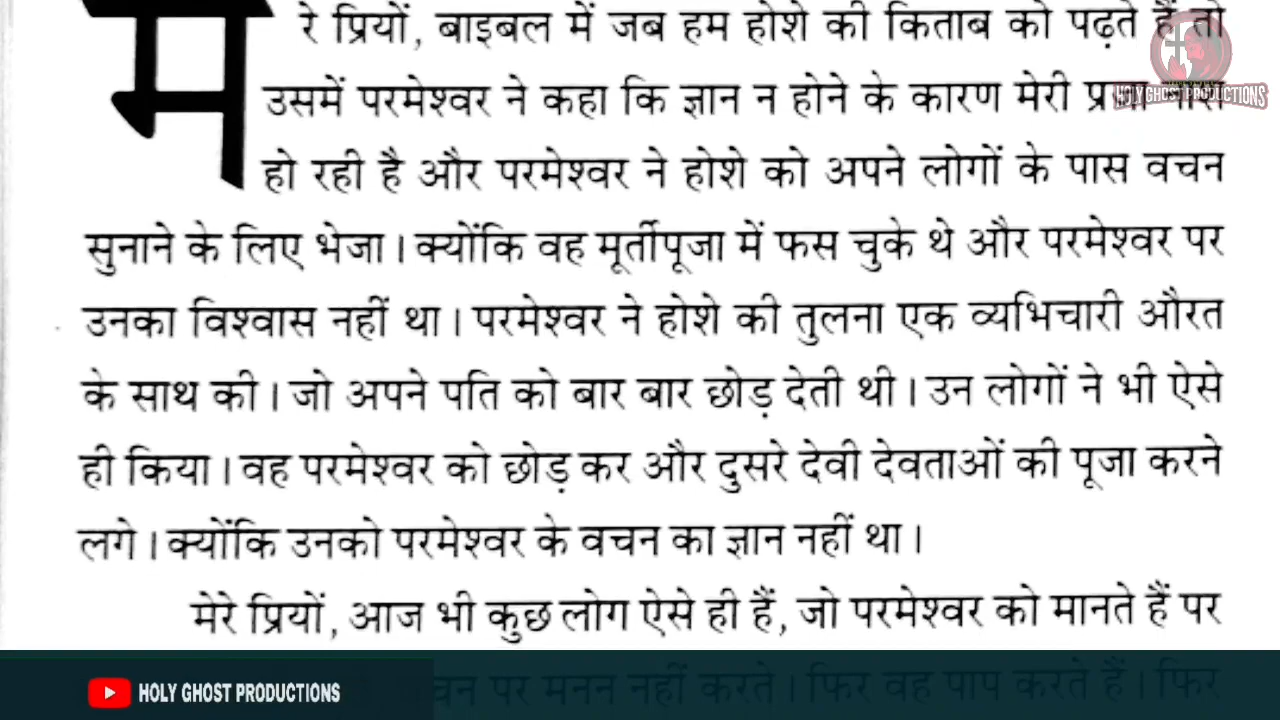 मेरे प्रियों, बाइबल में जब हम होशे की किताब को पढ़ते हैं तो
उसमें परमेश्वर ने कहा कि ज्ञान न होने के कारण मेरी
हो रही है और परमेश्वर ने होशे को अपने लोगों के पास वचन
सुनाने के लिए भेजा। क्योंकि वह मूर्तीपूजा में फस चुके थे और परमेश्वर पर
उनका विश्वास नहीं था। परमेश्वर ने होशे की तुलना एक व्यभिचारी औरत
के साथ की। जो अपने पति को बार बार छोड़ देती थी। उन लोगों ने भी ऐसे
ही किया। वह परमेश्वर को छोड़ कर और दुसरे देवी देवताओं की पूजा करने
लगे। क्योंकि उनको परमेश्वर के वचन का ज्ञान नहीं था।
मेरे प्रियों, आज भी कुछ लोग ऐसे ही हैं, जो परमेश्वर को मानते हैं पर
पर मनन नहीं करते। फिर वह पाप करते हैं। फिर
HOLY GHOST PRODUCTIONS
HOLY GHOST PRODUCTIONS